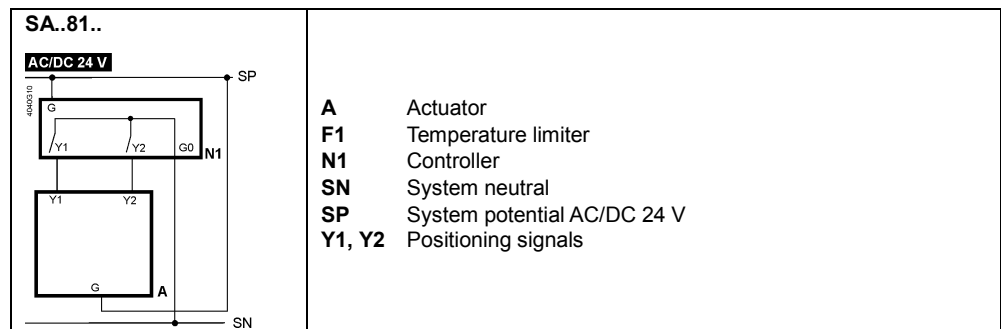 SA..81..
AC/DC 24 V
SP
4040G10
G
Y1 Y2 G0 N1
Y1 Y2
G A
SN
A Actuator
F1 Temperature limiter
N1 Controller
SN System neutral
SP System potential AC/DC 24 V
Y1, Y2 Positioning signals